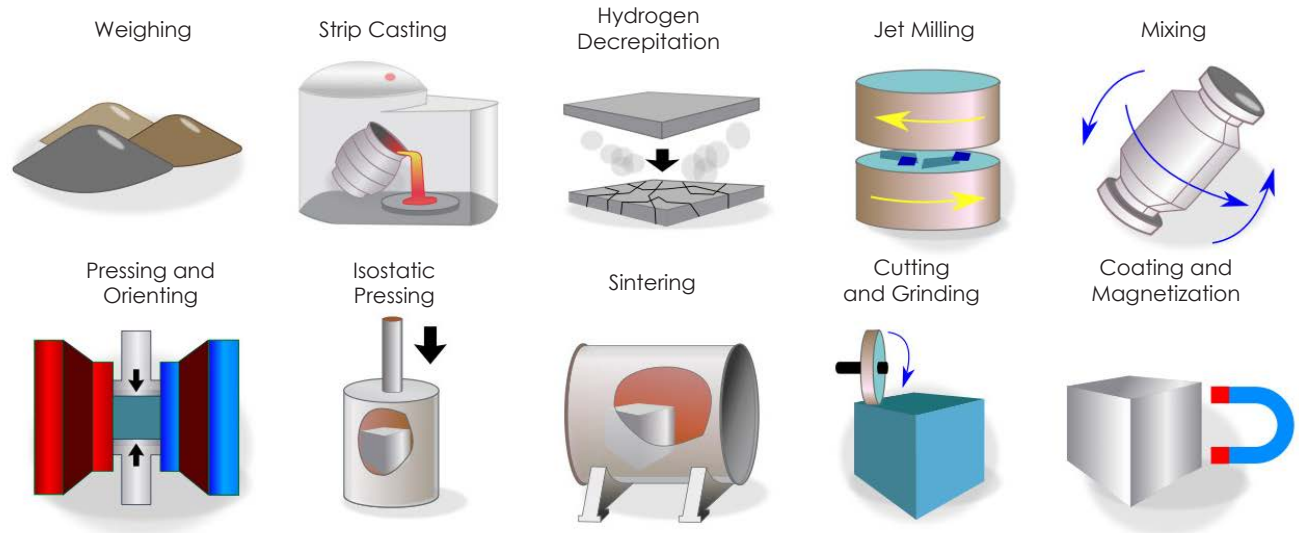 Weighing
Strip Casting
Hydrogen
Decrepitation
Jet Milling
Mixing
Pressing and
Orienting
Isostatic
Pressing
Sintering
Cutting
and Grinding
Coating and
Magnetization